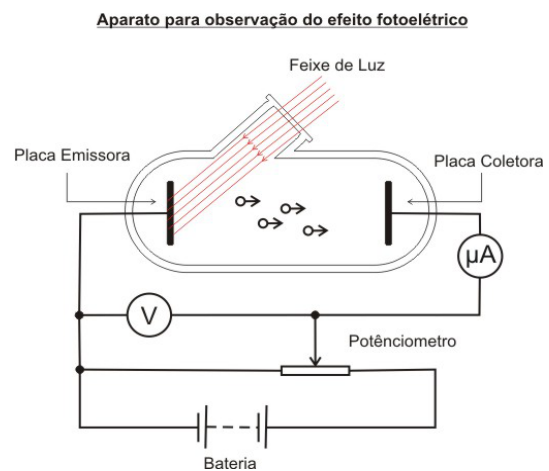 Aparato para observação do efeito fotoelétrico
Feixe de Luz
Placa Emissora
Placa Coletora
µA
V
Potênciometro
Bateria